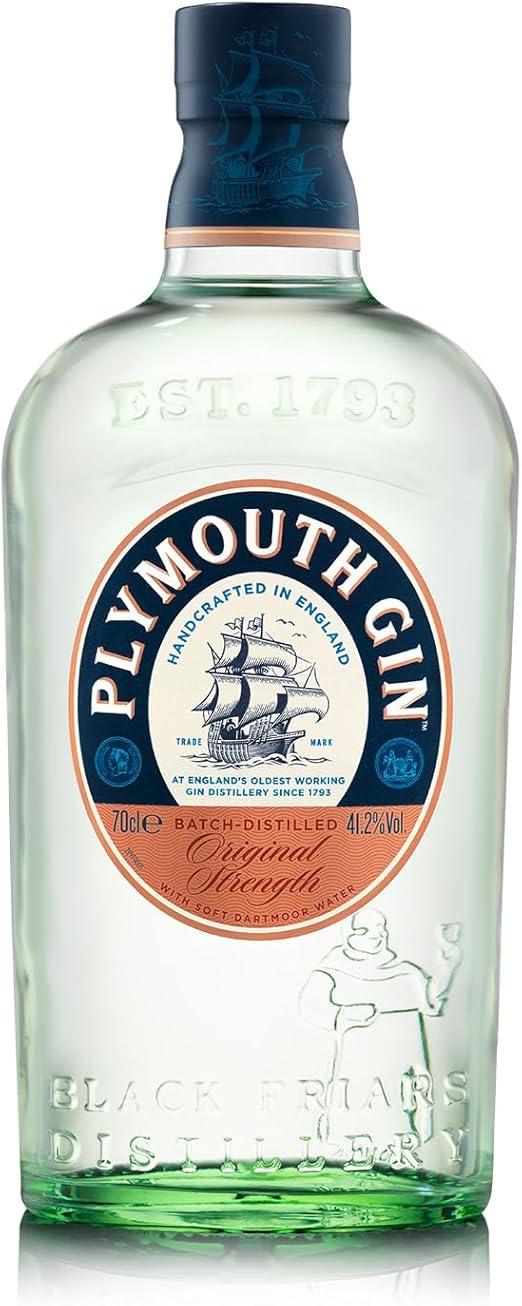 EST. 1793
PLYMOUTH GIN™
HANDCRAFTED IN ENGLAND
TRADE MARK
AT ENGLAND'S OLDEST WORKING
GIN DISTILLERY SINCE 1793
70cl e BATCH-DISTILLED 41.2%Vol.
Original
Strength
WITH SOFT DARTMOOR WATER
BLACK FRIARS
DISTILLERY